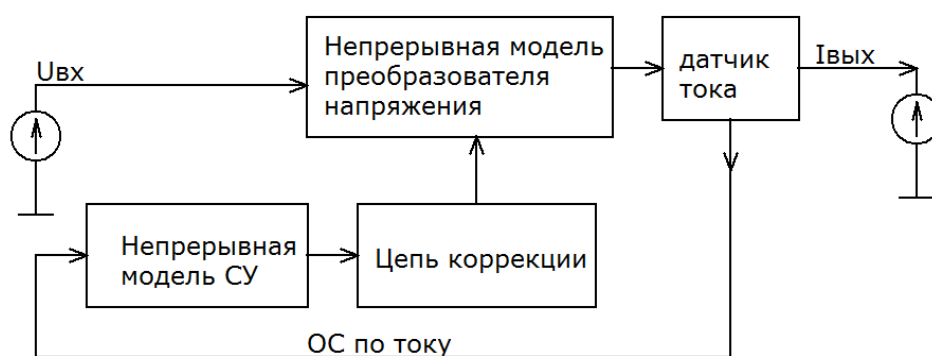 Uвх
Непрерывная модель
преобразователя
напряжения
датчик
тока
Iвых
Непрерывная
модель СУ
Цепь коррекции
ОС по току